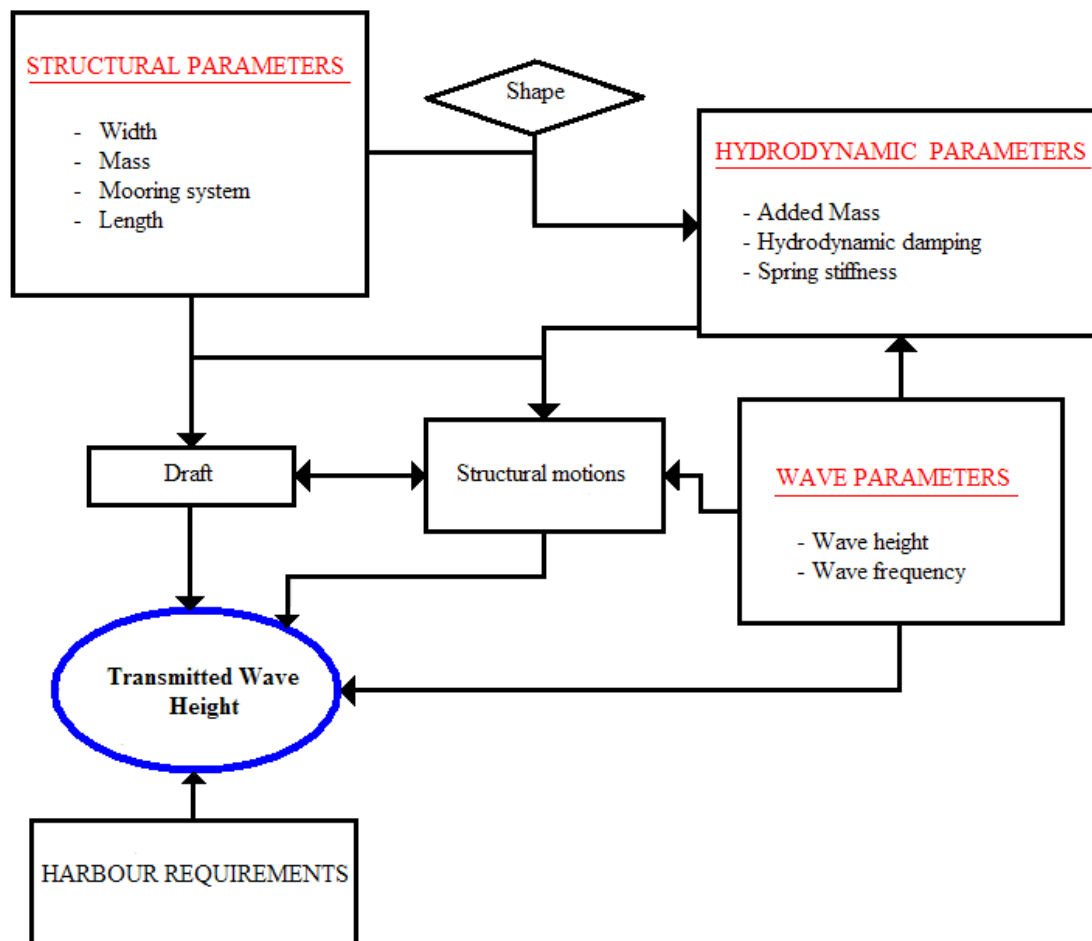 STRUCTURAL PARAMETERS
- Width
- Mass
- Mooring system
- Length
Shape
HYDRODYNAMIC PARAMETERS
- Added Mass
- Hydrodynamic damping
- Spring stiffness
Draft
Structural motions
WAVE PARAMETERS
- Wave height
- Wave frequency
Transmitted Wave
Height
HARBOUR REQUIREMENTS